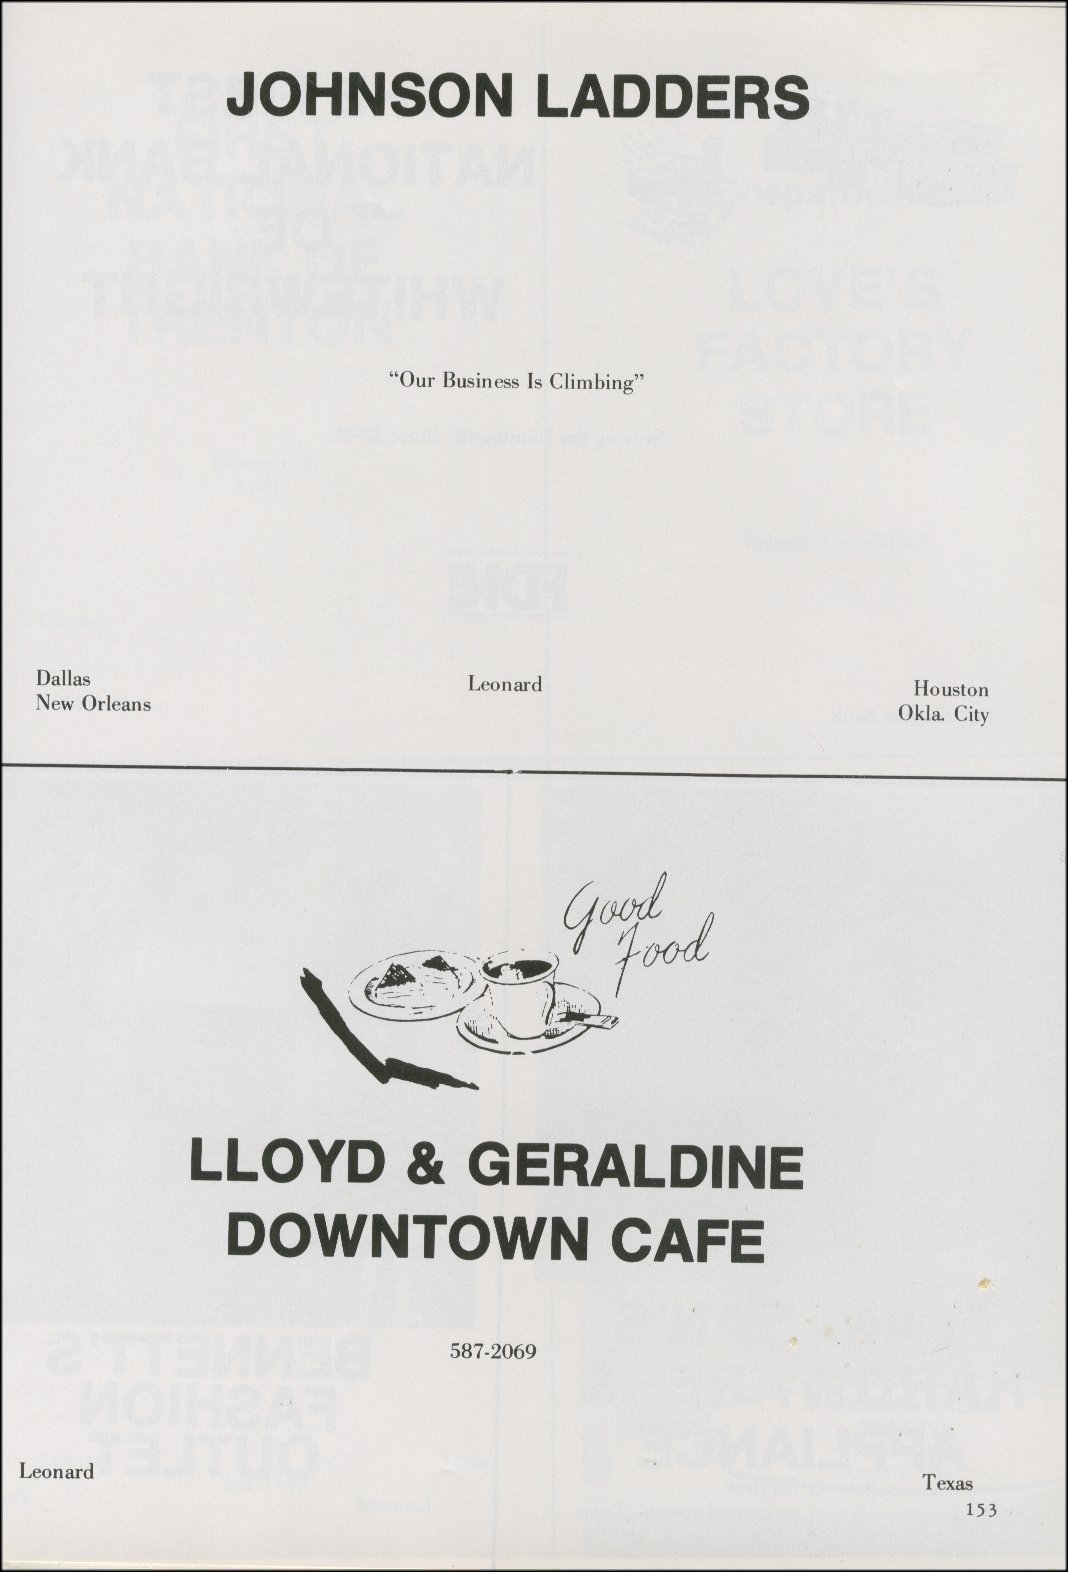 JOHNSON LADDERS
“Our Business Is Climbing”
Dallas
New Orleans
Leonard
Houston
Okla. City
Good
Food
LLOYD & GERALDINE
DOWNTOWN CAFE
587-2069
Leonard
Texas
153